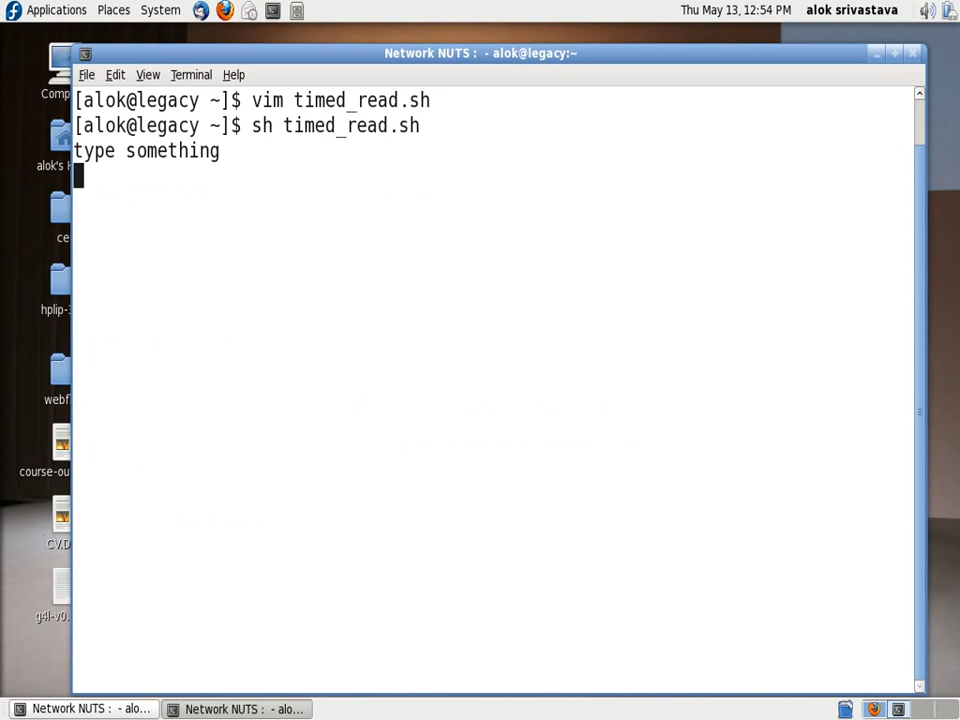 Applications Places System
Thu May 13, 12:54 PM alok srivastava
Network NUTS : - alok@legacy:~
File Edit View Terminal Help
[alok@legacy ~]$ vim timed_read.sh
[alok@legacy ~]$ sh timed_read.sh
type something
Comp
alok's H
ce
hplip-3
webf
course-ou
CV.D
g4l-v0.
Network NUTS : - alo...
Network NUTS : - alo...